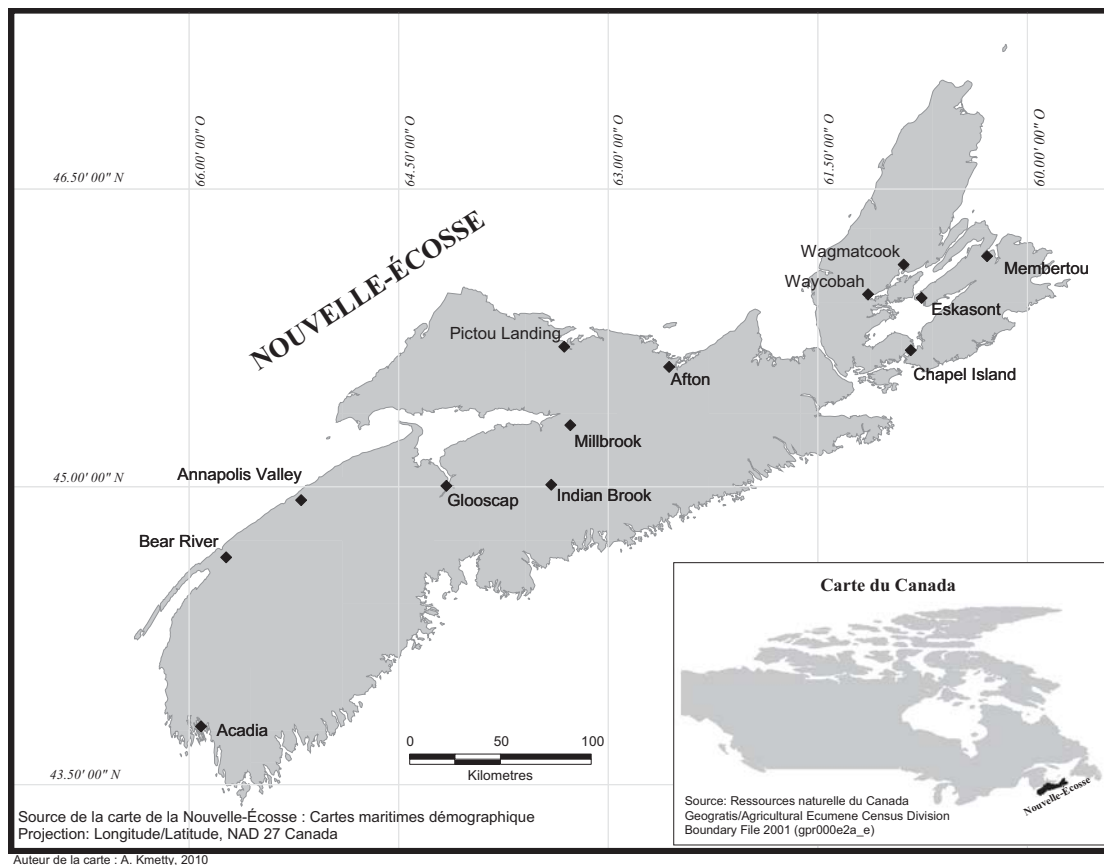 66.00' 00" O
64.50' 00" O
63.00' 00" O
61.50' 00" O
60.00' 00" O
46.50' 00" N
NOUVELLE-ÉCOSSE
Wagmatcook
Membertou
Waycobah
Eskasont
Pictou Landing
Chapel Island
Afton
Millbrook
45.00' 00" N
Annapolis Valley
Glooscap
Indian Brook
Bear River
Acadia
0 50 100
Kilometres
43.50' 00" N
Carte du Canada
Nouvelle-Écosse
Source: Ressources naturelle du Canada
Geogratis/Agricultural Ecumene Census Division
Boundary File 2001 (gpr000e2a_e)
Source de la carte de la Nouvelle-Écosse : Cartes maritimes démographique
Projection: Longitude/Latitude, NAD 27 Canada
Auteur de la carte : A. Kmetty, 2010